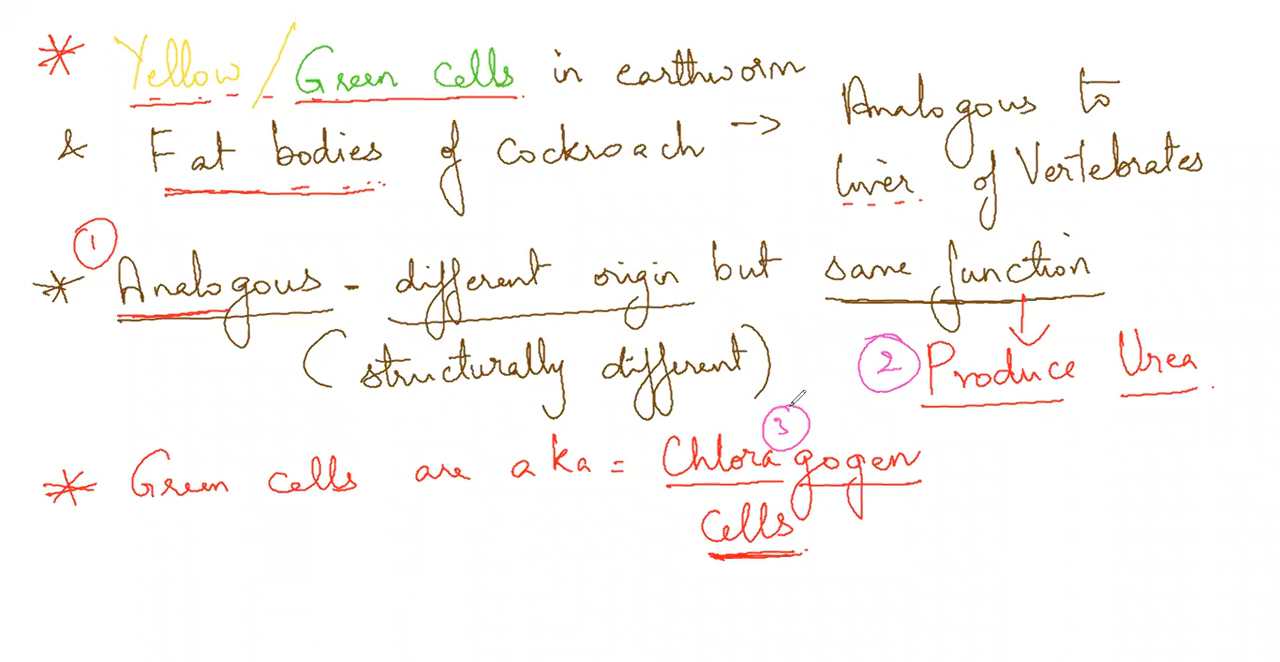 * Yellow / Green cells in earthworm
& Fat bodies of cockroach -> Analogous to
liver of Vertebrates
①
* Analogous - different origin but same function
(structurally different)
② Produce Urea
③
* Green cells are aka = Chloragogen
cells